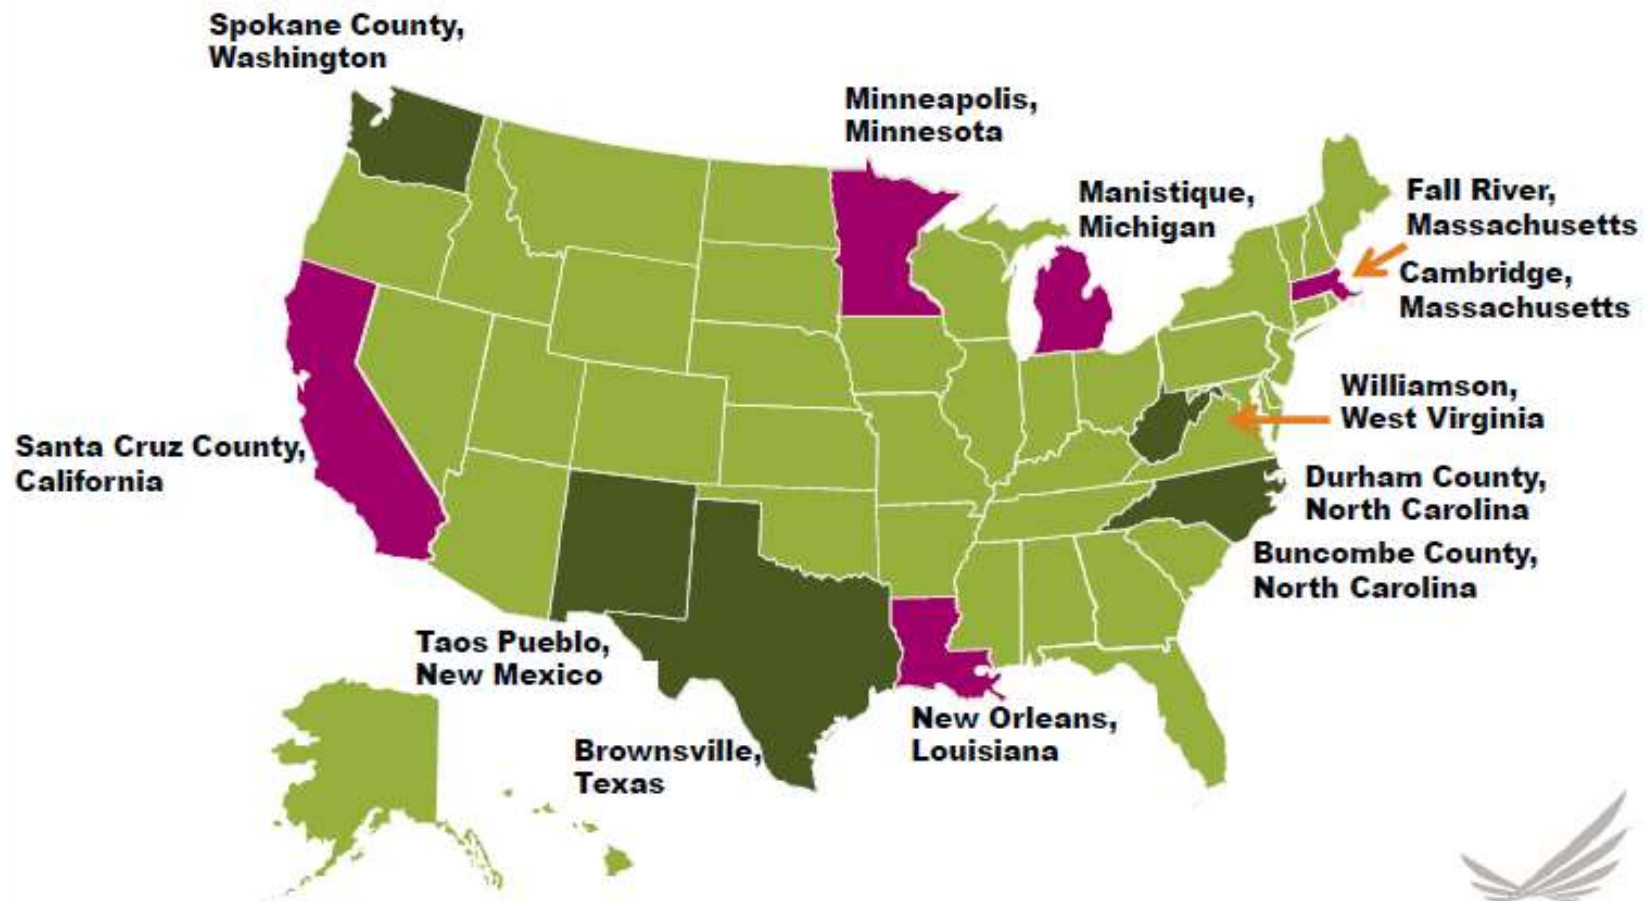 Spokane County,
Washington
Minneapolis,
Minnesota
Manistique,
Michigan
Fall River,
Massachusetts
Cambridge,
Massachusetts
Williamson,
West Virginia
Santa Cruz County,
California
Durham County,
North Carolina
Buncombe County,
North Carolina
Taos Pueblo,
New Mexico
New Orleans,
Louisiana
Brownsville,
Texas